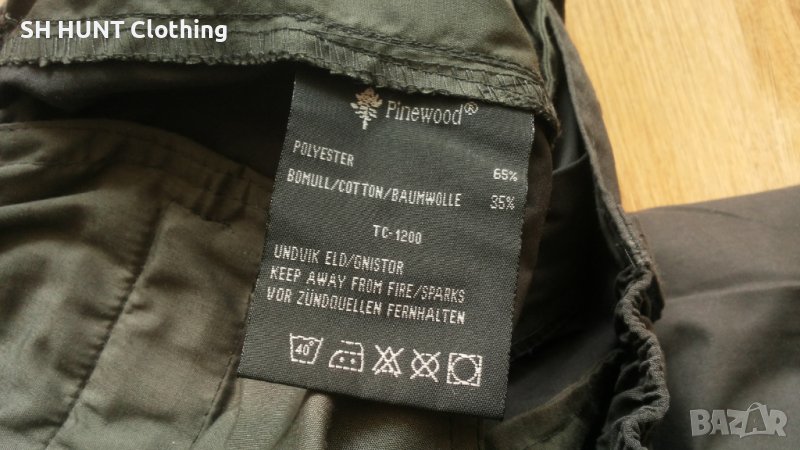 SH HUNT Clothing
Pinewood®
POLYESTER 65%
BOMULL/COTTON/BAUMWOLLE 35%
TC-1200
UNDVIK ELD/GNISTOR
KEEP AWAY FROM FIRE/SPARKS
VOR ZÜNDQUELLEN FERNHALTEN
40°
BAZAR